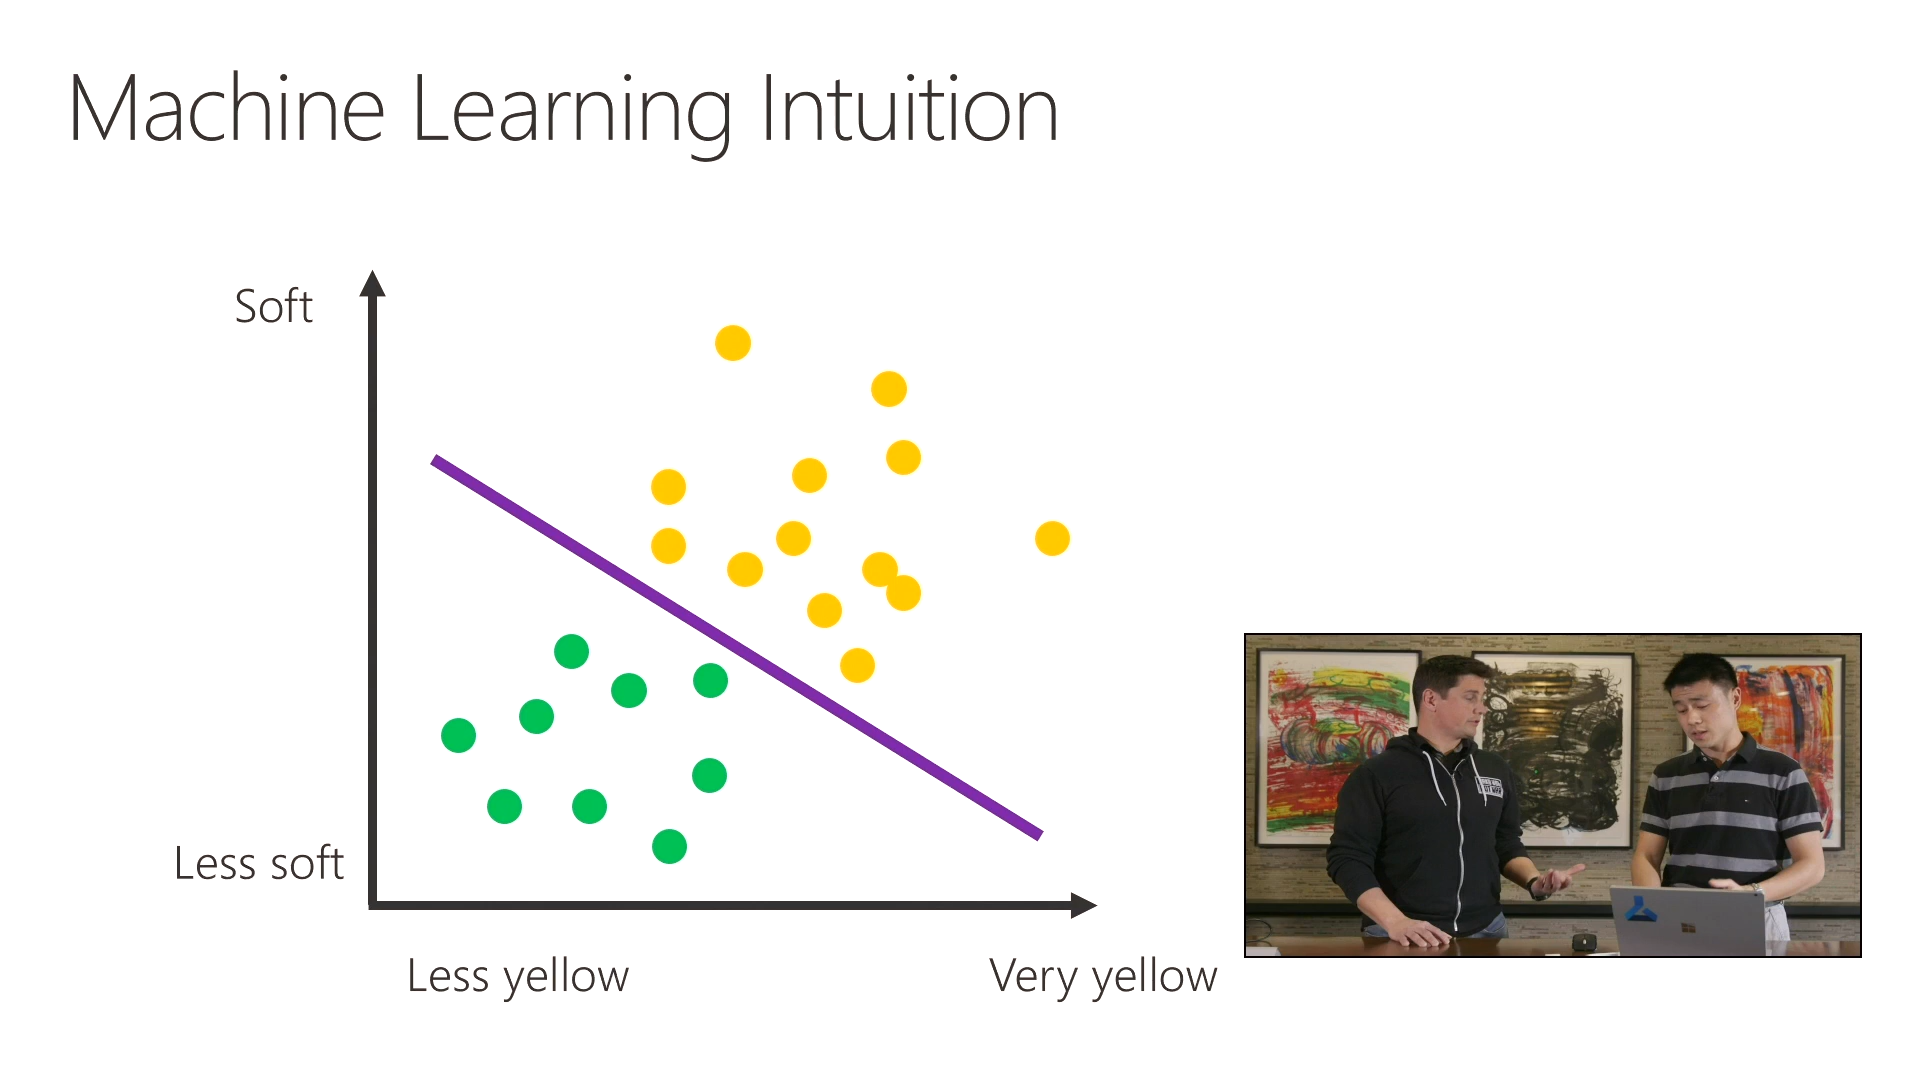 Machine Learning Intuition
Soft
Less soft
Less yellow
Very yellow